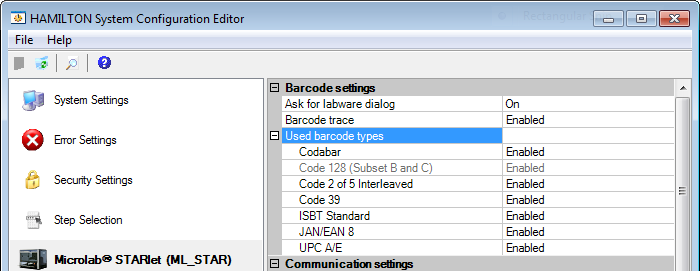 HAMILTON System Configuration Editor
File Help
System Settings
Error Settings
Security Settings
Step Selection
Microlab® STARlet (ML_STAR)
Barcode settings
Ask for labware dialog On
Barcode trace Enabled
Used barcode types
Codabar Enabled
Code 128 (Subset B and C) Enabled
Code 2 of 5 Interleaved Enabled
Code 39 Enabled
ISBT Standard Enabled
JAN/EAN 8 Enabled
UPC A/E Enabled
Communication settings